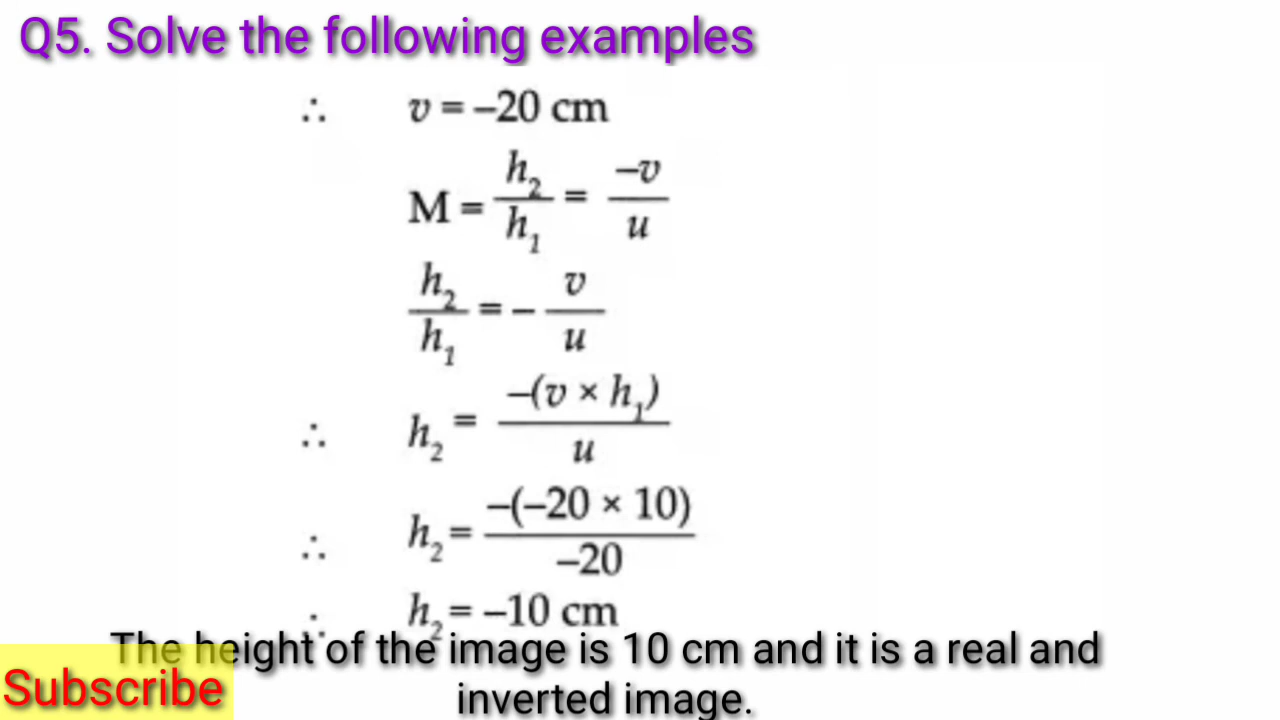 Q5. Solve the following examples
∴ v = –20 cm
M = h₂/h₁ = –v/u
h₂/h₁ = – v/u
∴ h₂ = –(v × h₁)/u
∴ h₂ = –(–20 × 10)/–20
∴ h₂ = –10 cm
The height of the image is 10 cm and it is a real and
inverted image.
Subscribe